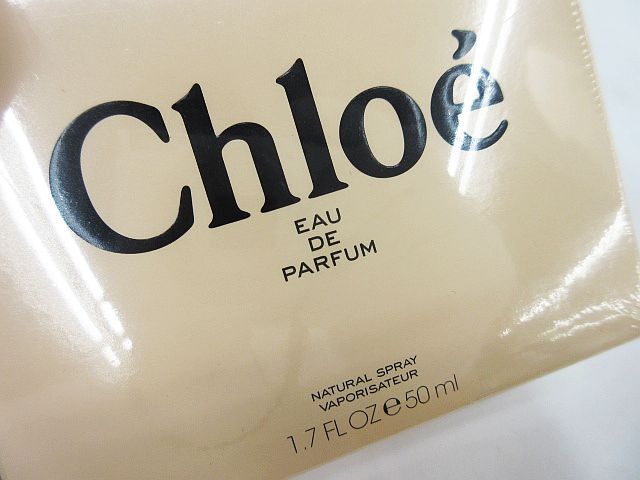 Chloé
EAU
DE
PARFUM
NATURAL SPRAY
VAPORISATEUR
1.7 FL OZ ℮ 50 ml